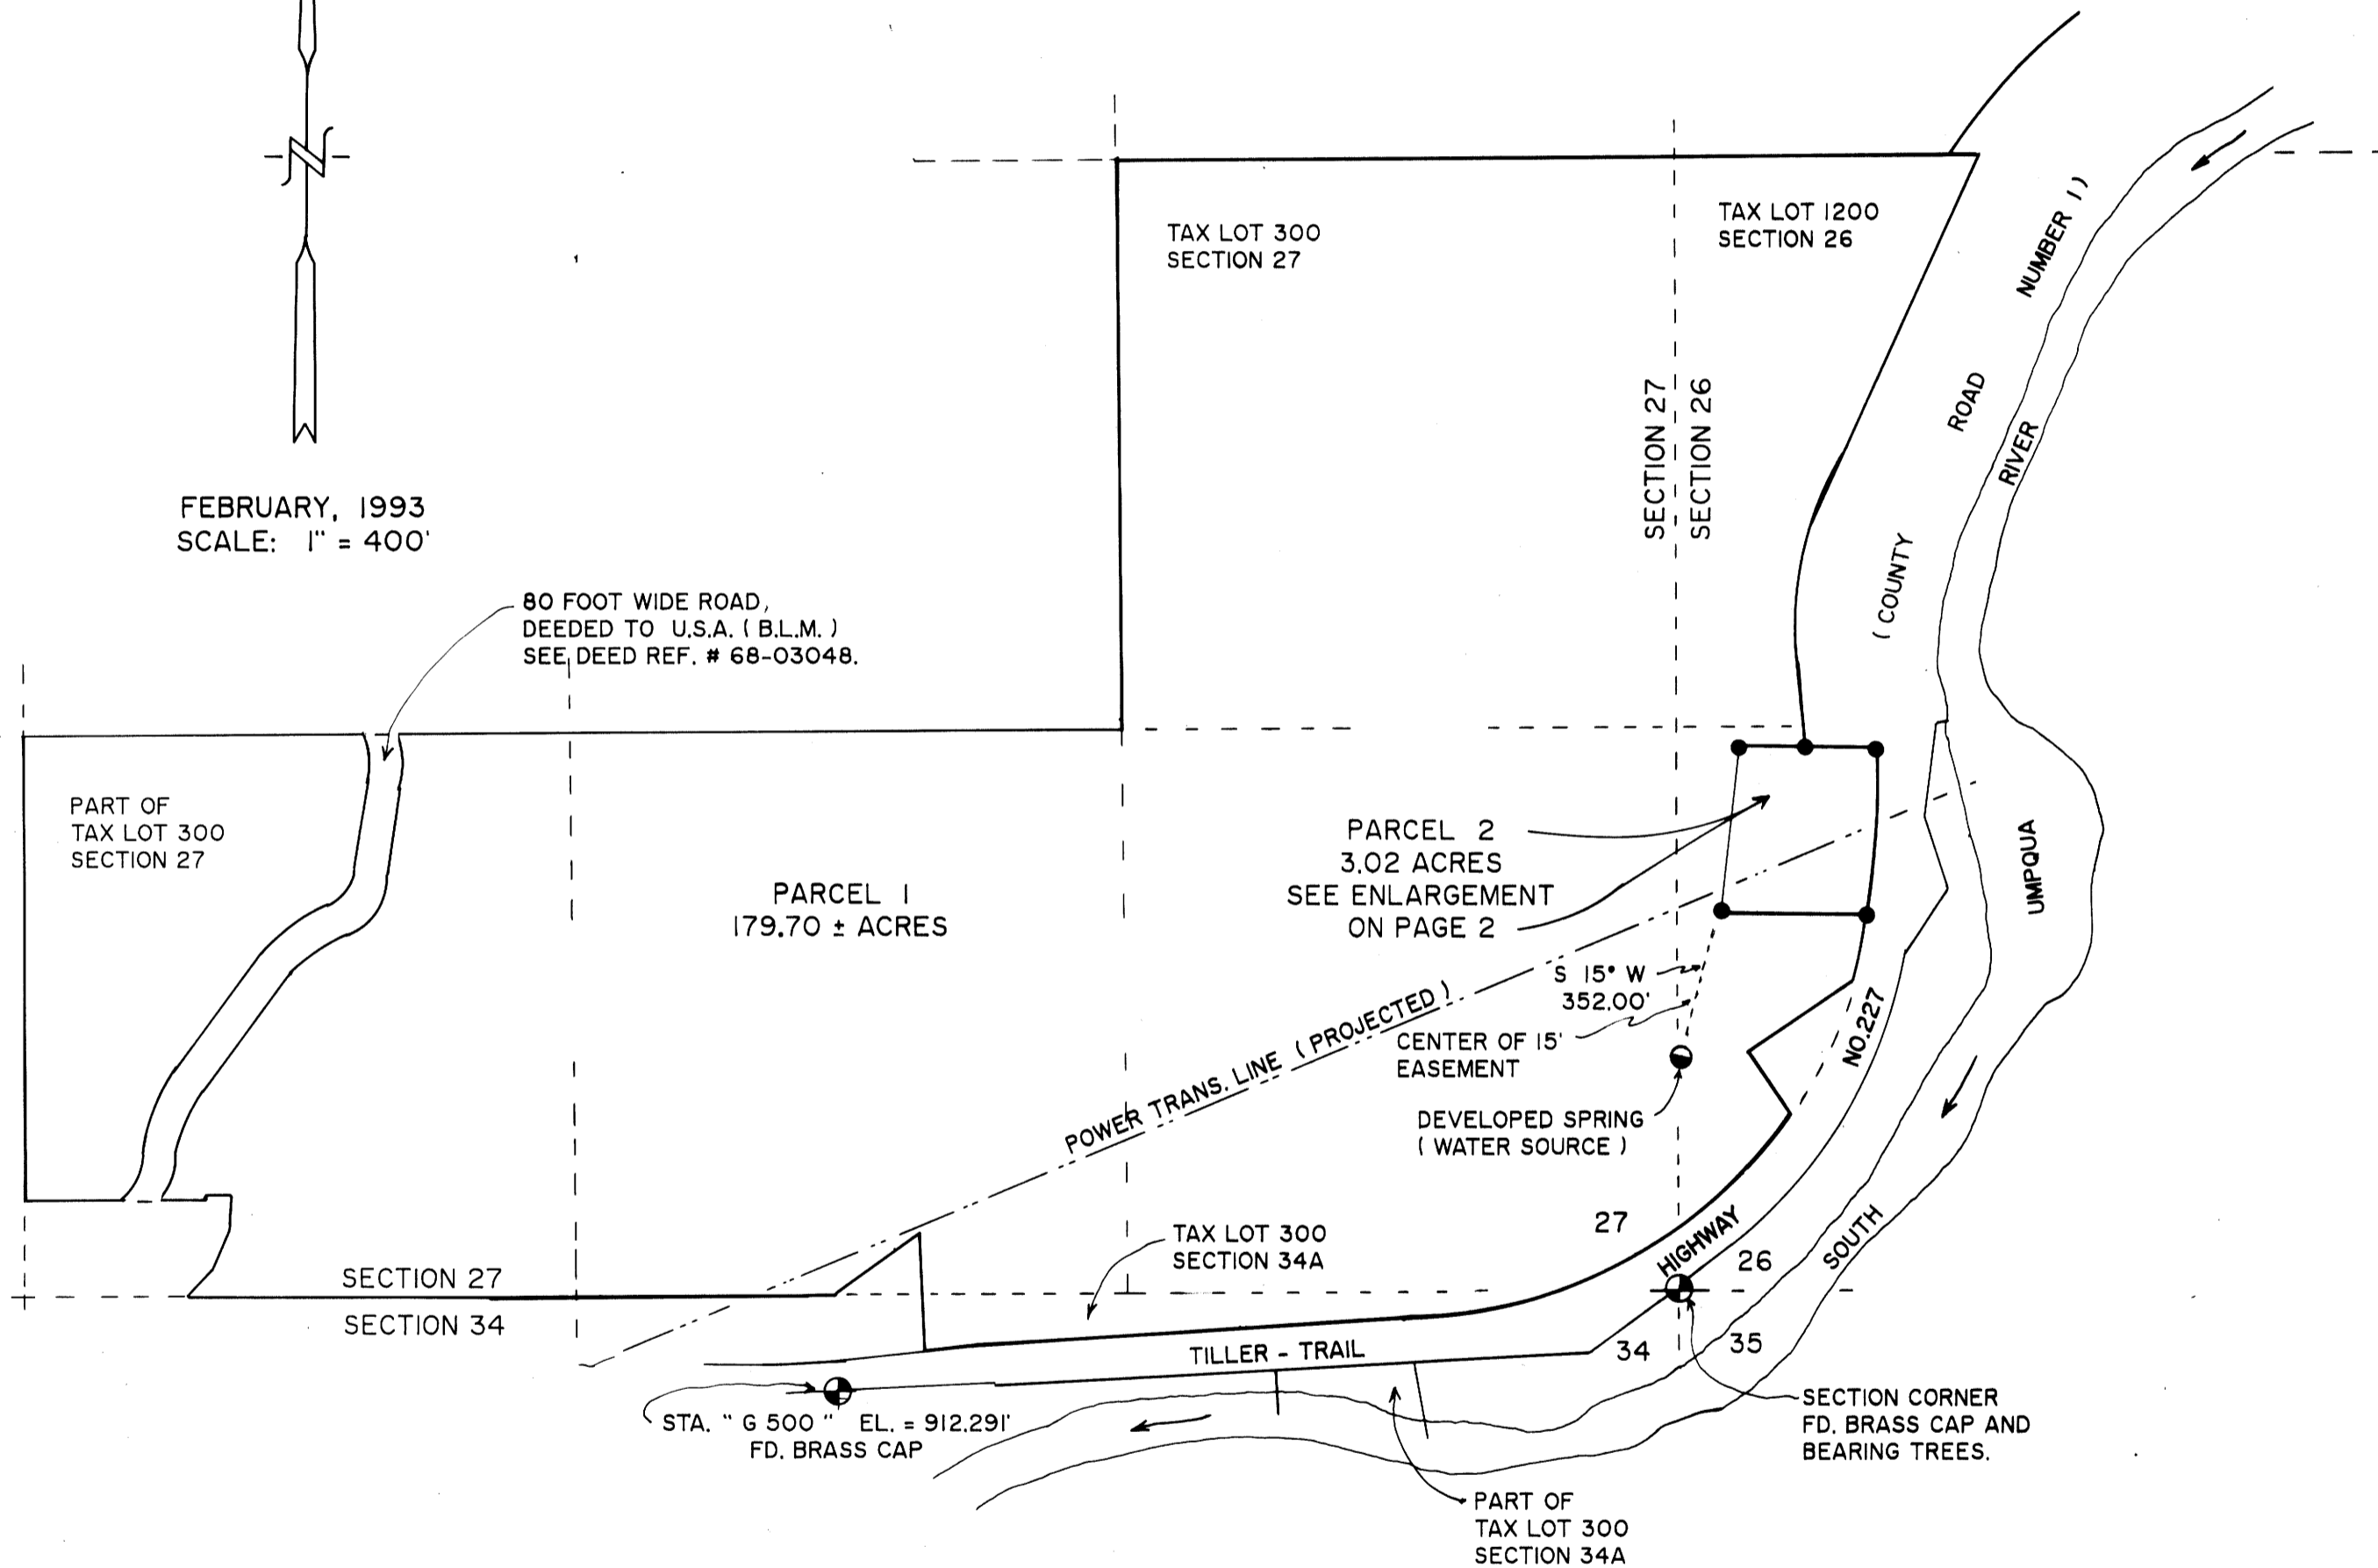 N
FEBRUARY, 1993
SCALE: 1" = 400'
80 FOOT WIDE ROAD,
DEEDED TO U.S.A. ( B.L.M. )
SEE DEED REF. # 68-03048.
TAX LOT 300
SECTION 27
TAX LOT 1200
SECTION 26
SECTION 27
SECTION 26
( COUNTY ROAD NUMBER 1 )
RIVER
PART OF
TAX LOT 300
SECTION 27
PARCEL 1
179.70 ± ACRES
PARCEL 2
3.02 ACRES
SEE ENLARGEMENT
ON PAGE 2
UMPQUA
S 15° W
352.00'
CENTER OF 15'
EASEMENT
POWER TRANS. LINE ( PROJECTED )
NO.227
DEVELOPED SPRING
( WATER SOURCE )
TAX LOT 300
SECTION 34A
27
HIGHWAY
26
SOUTH
SECTION 27
SECTION 34
TILLER - TRAIL
34
35
STA. " G 500 " EL. = 912.291'
FD. BRASS CAP
SECTION CORNER
FD. BRASS CAP AND
BEARING TREES.
PART OF
TAX LOT 300
SECTION 34A